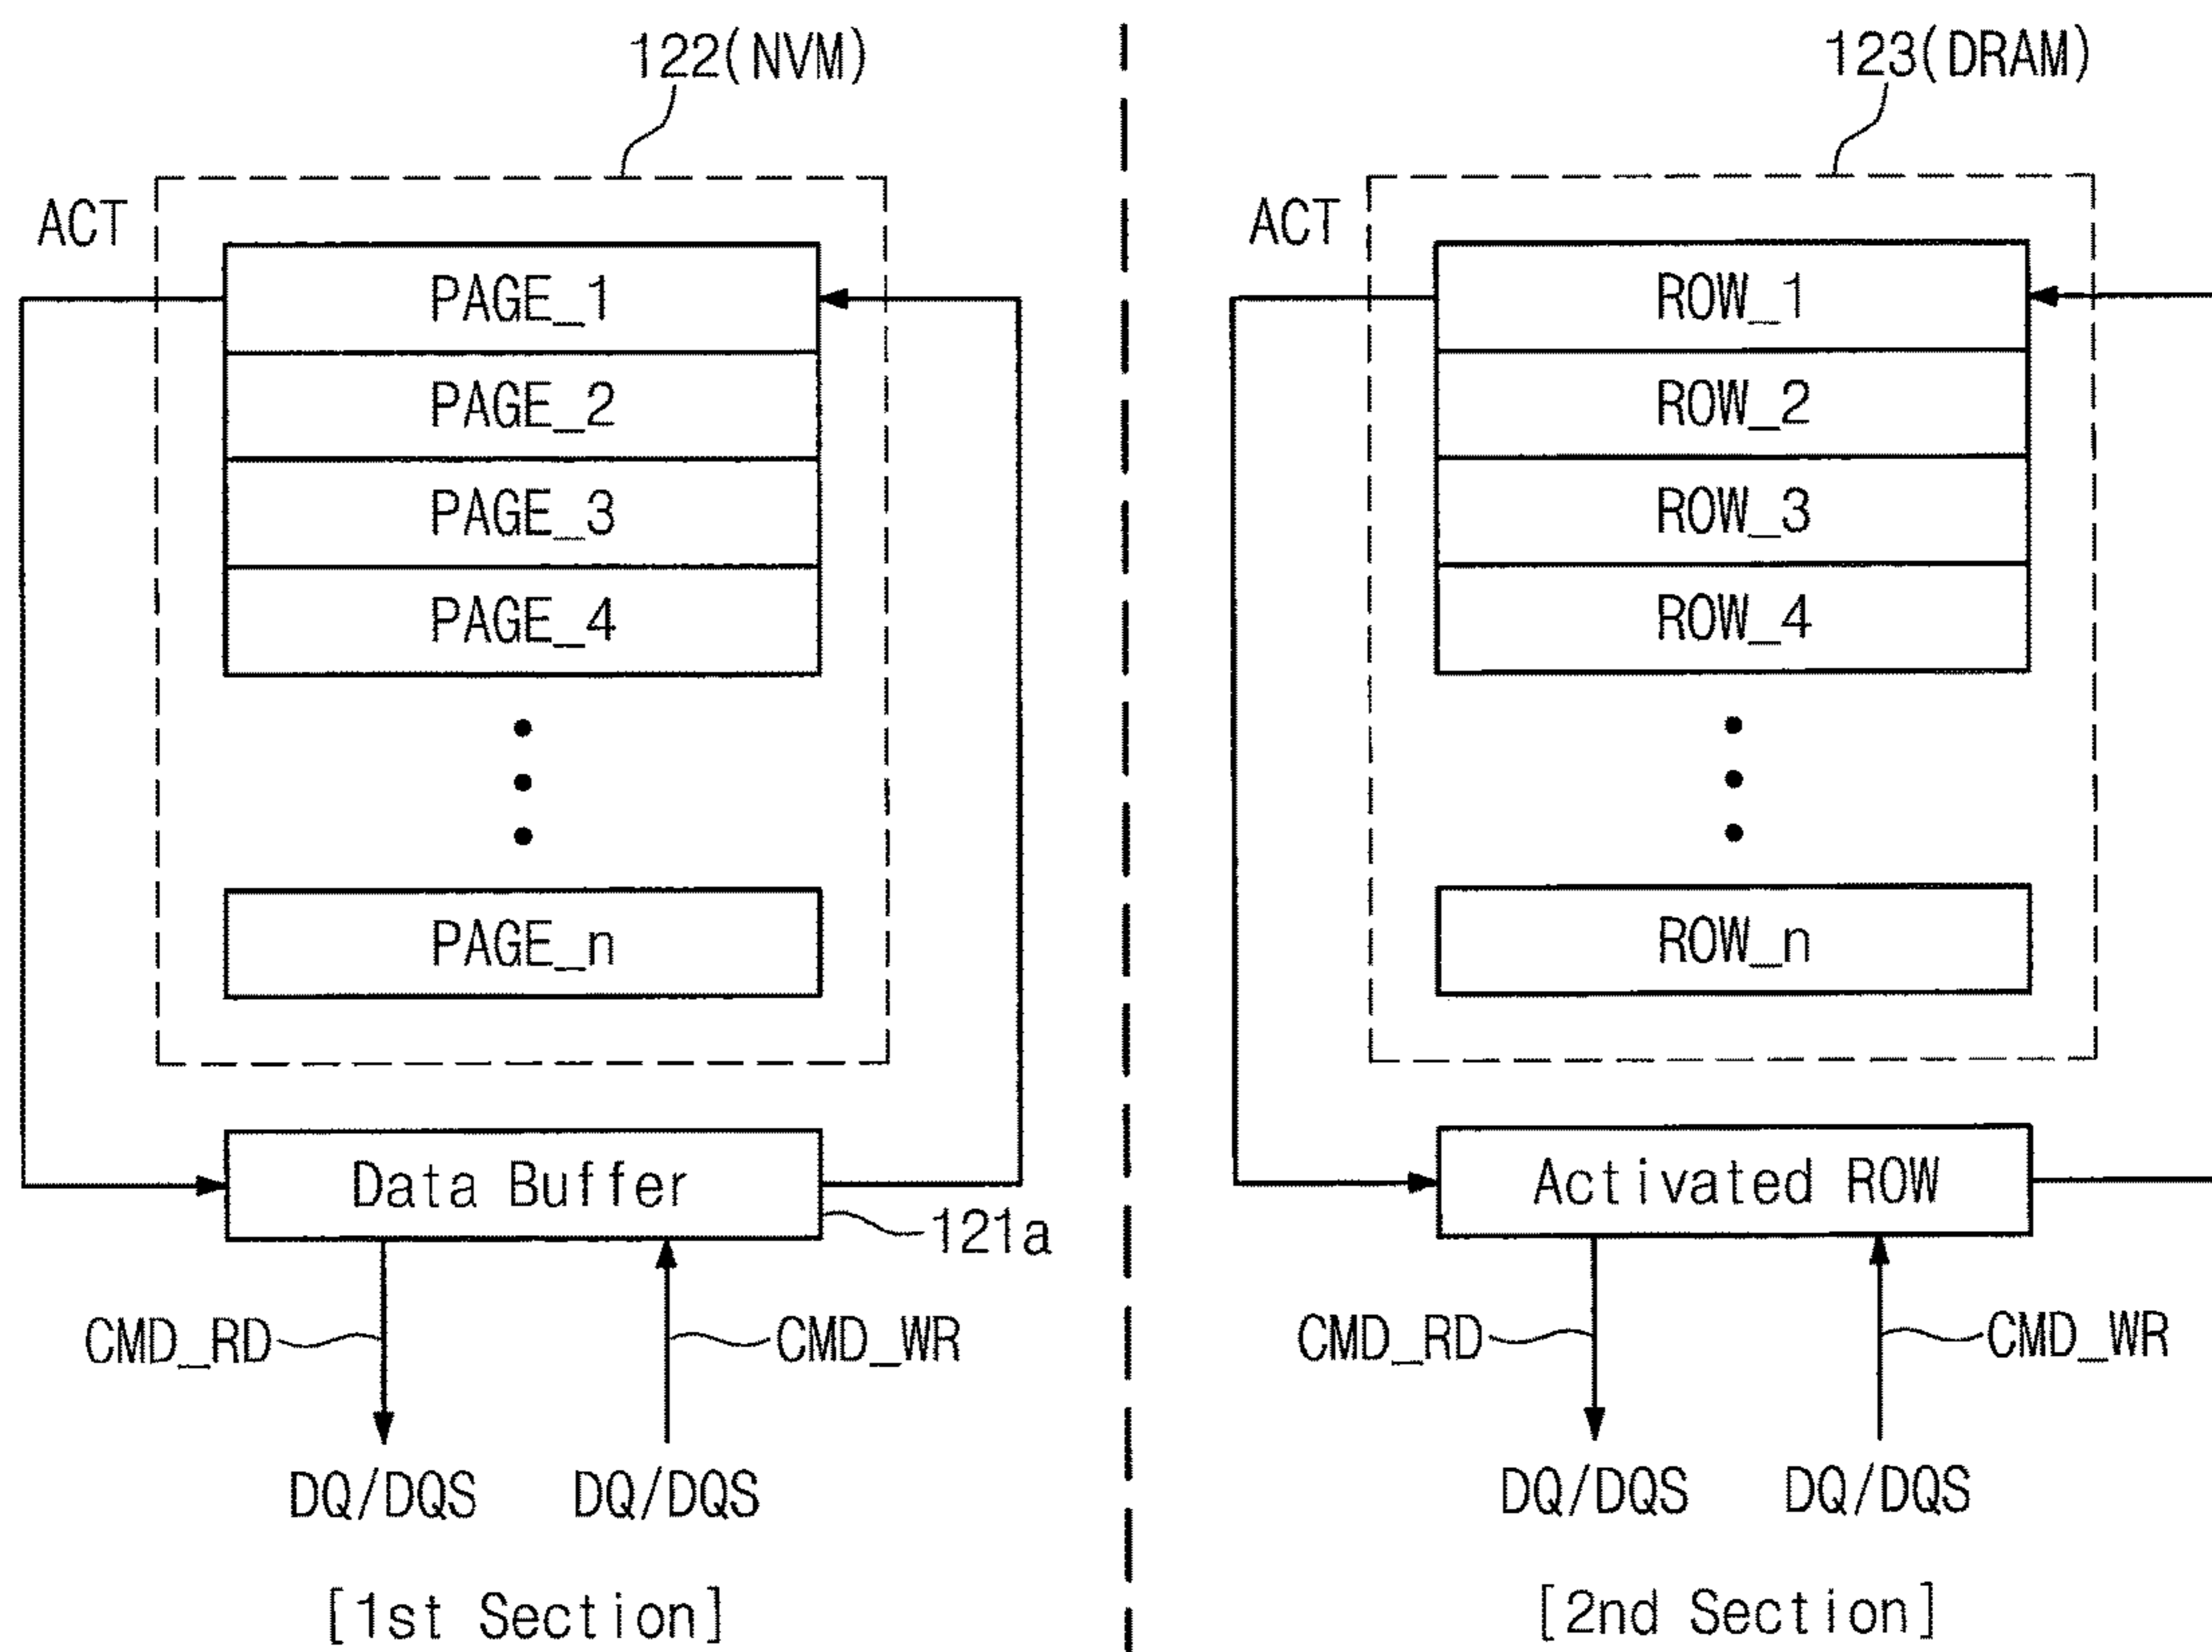 122(NVM)
ACT
PAGE_1
PAGE_2
PAGE_3
PAGE_4
PAGE_n
Data Buffer
121a
CMD_RD
CMD_WR
DQ/DQS
DQ/DQS
[1st Section]
123(DRAM)
ACT
ROW_1
ROW_2
ROW_3
ROW_4
ROW_n
Activated ROW
CMD_RD
CMD_WR
DQ/DQS
DQ/DQS
[2nd Section]